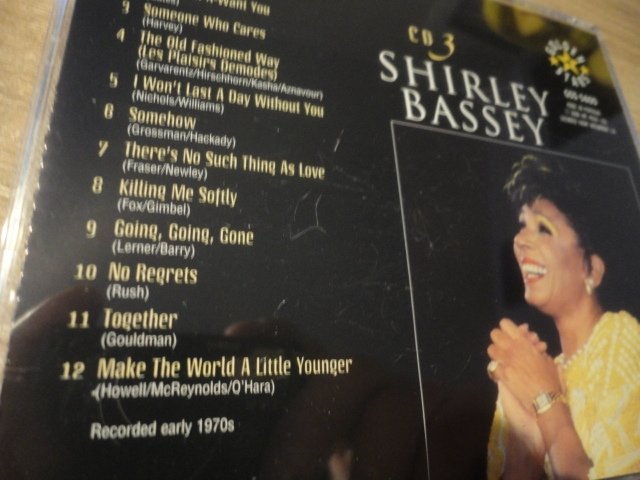 Want You
3 Someone Who Cares
(Harvey)
4 The Old Fashioned Way
(Les Plaisirs Demodes)
(Garvarentz/Hirschhorn/Kasha/Aznavour)
5 I Won't Last A Day Without You
(Nichols/Williams)
6 Somehow
(Grossman/Hackady)
7 There's No Such Thing As Love
(Fraser/Newley)
8 Killing Me Softly
(Fox/Gimbel)
9 Going, Going, Gone
(Lerner/Barry)
10 No Regrets
(Rush)
11 Together
(Gouldman)
12 Make The World A Little Younger
(Howell/McReynolds/O'Hara)
Recorded early 1970s
CD 3
SHIRLEY
BASSEY